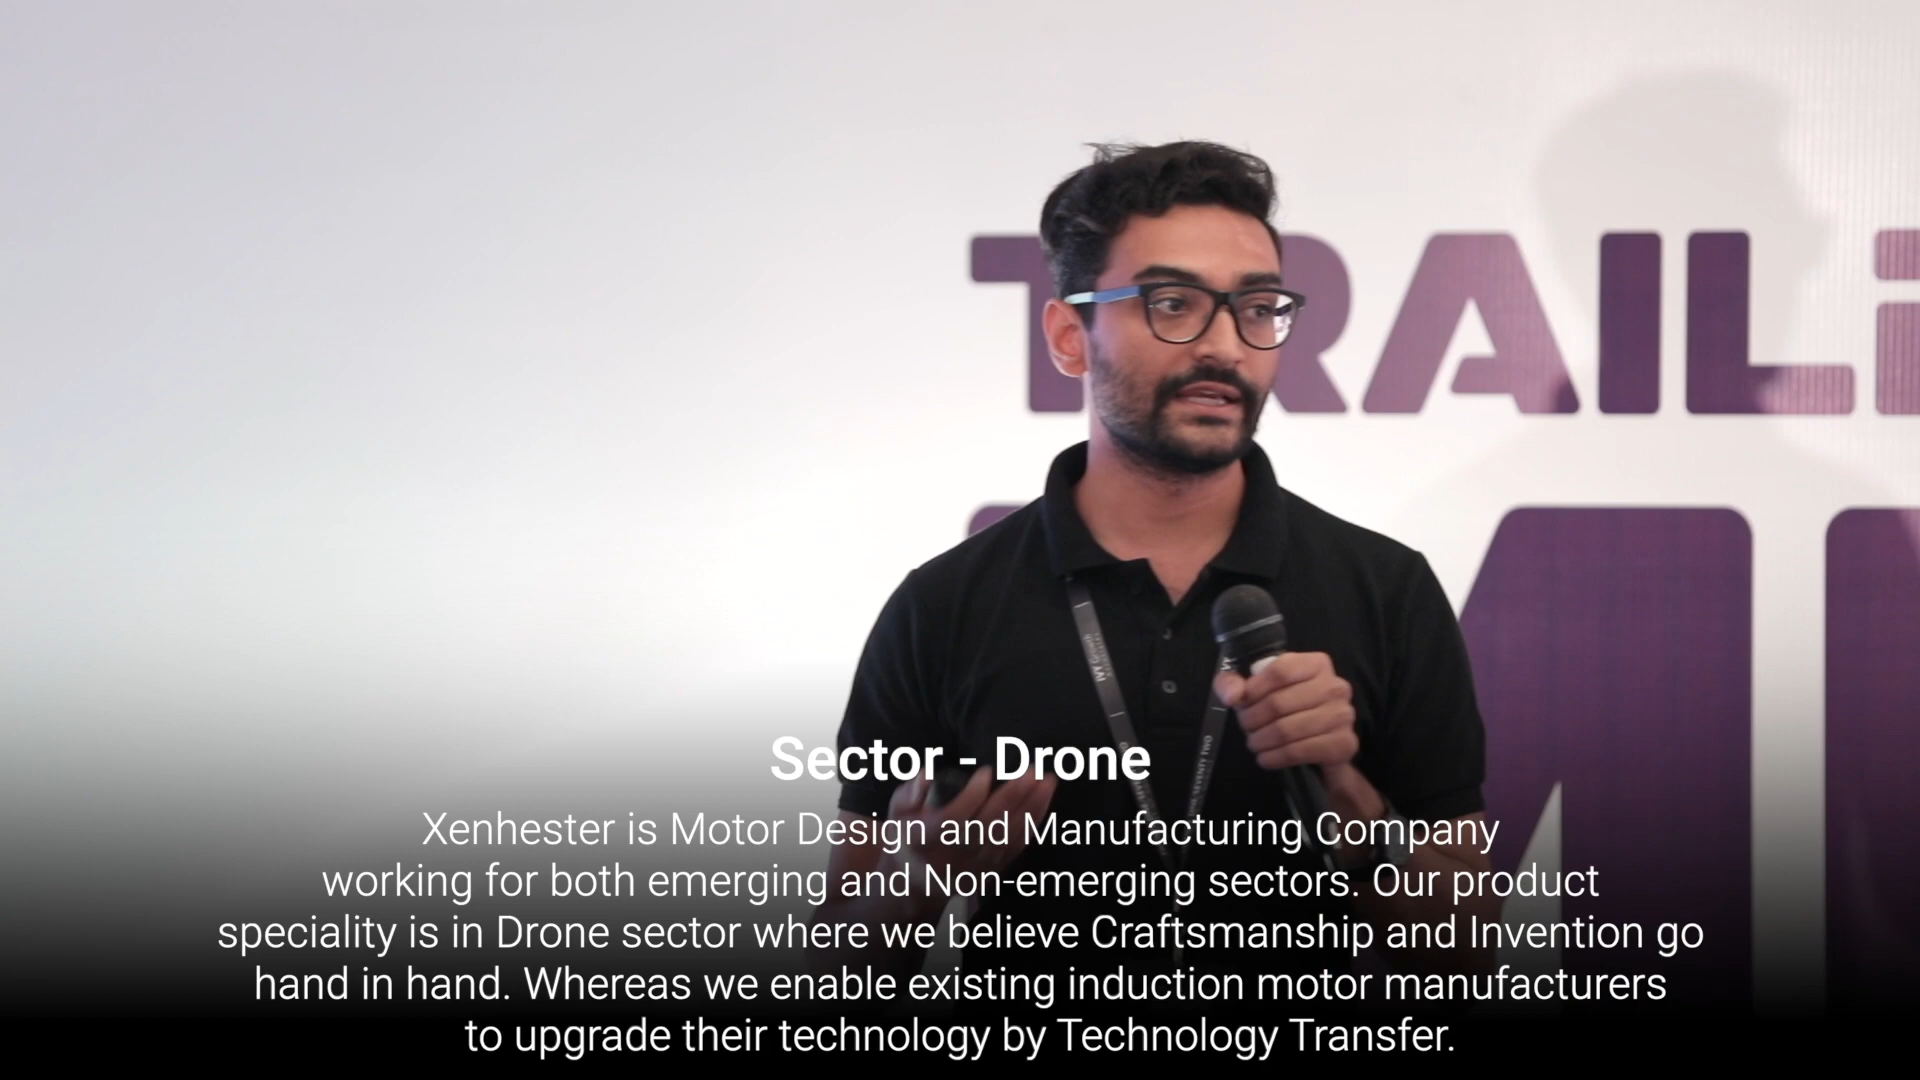 TRAIL
Sector - Drone
Xenhester is Motor Design and Manufacturing Company
working for both emerging and Non-emerging sectors. Our product
speciality is in Drone sector where we believe Craftsmanship and Invention go
hand in hand. Whereas we enable existing induction motor manufacturers
to upgrade their technology by Technology Transfer.